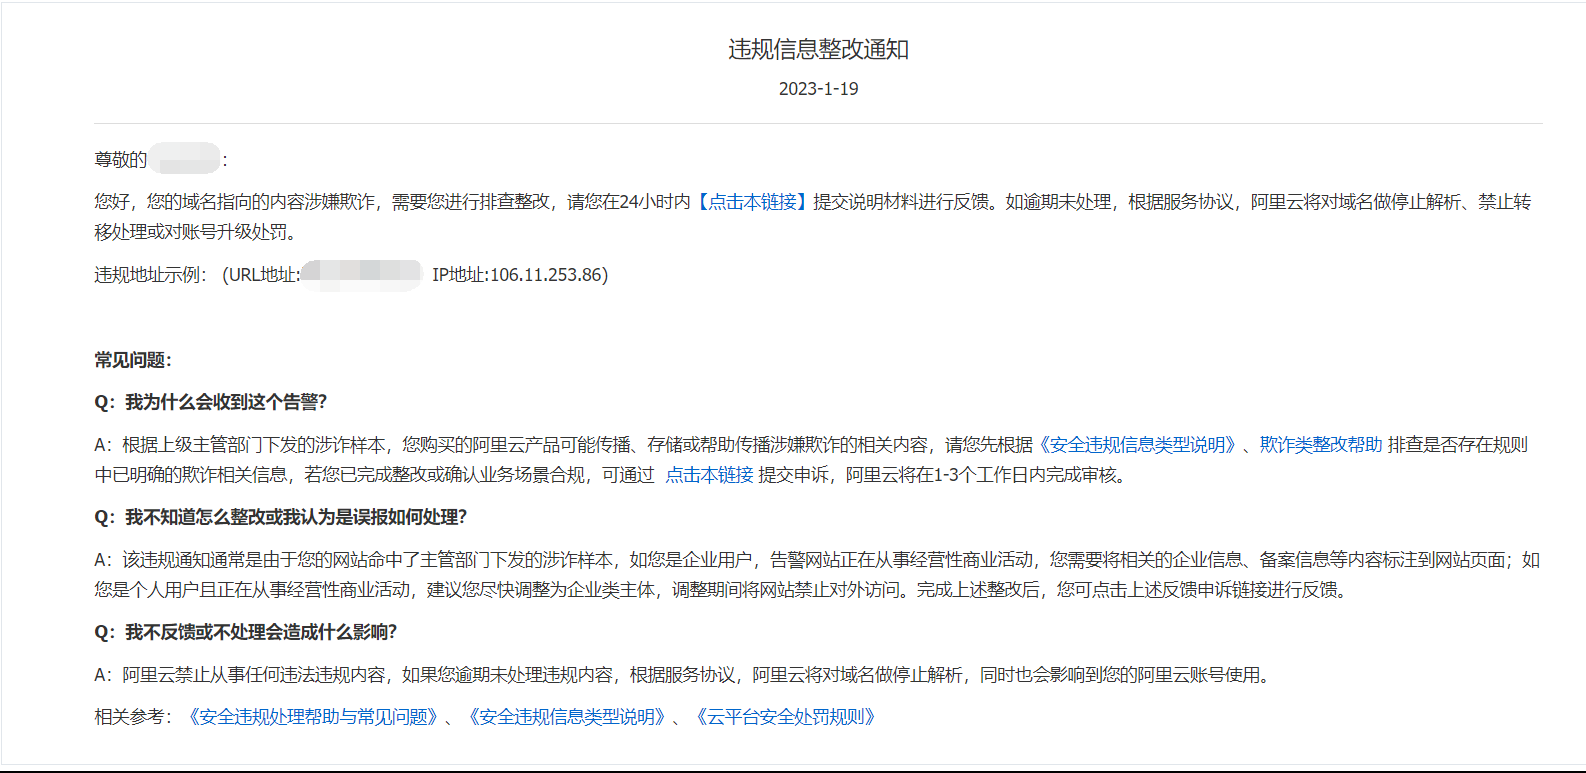 违规信息整改通知
2023-1-19
尊敬的 :
您好，您的域名指向的内容涉嫌欺诈，需要您进行排查整改，请您在24小时内【点击本链接】提交说明材料进行反馈。如逾期未处理，根据服务协议，阿里云将对域名做停止解析、禁止转
移处理或对账号升级处罚。
违规地址示例： (URL地址: IP地址:106.11.253.86)
常见问题：
Q：我为什么会收到这个告警？
A：根据上级主管部门下发的涉诈样本，您购买的阿里云产品可能传播、存储或帮助传播涉嫌欺诈的相关内容，请您先根据《安全违规信息类型说明》、欺诈类整改帮助 排查是否存在规则
中已明确的欺诈相关信息，若您已完成整改或确认业务场景合规，可通过 点击本链接 提交申诉，阿里云将在1-3个工作日内完成审核。
Q：我不知道怎么整改或我认为是误报如何处理？
A：该违规通知通常是由于您的网站命中了主管部门下发的涉诈样本，如您是企业用户，告警网站正在从事经营性商业活动，您需要将相关的企业信息、备案信息等内容标注到网站页面；如
您是个人用户且正在从事经营性商业活动，建议您尽快调整为企业类主体，调整期间将网站禁止对外访问。完成上述整改后，您可点击上述反馈申诉链接进行反馈。
Q：我不反馈或不处理会造成什么影响？
A：阿里云禁止从事任何违法违规内容，如果您逾期未处理违规内容，根据服务协议，阿里云将对域名做停止解析，同时也会影响到您的阿里云账号使用。
相关参考：《安全违规处理帮助与常见问题》、《安全违规信息类型说明》、《云平台安全处罚规则》